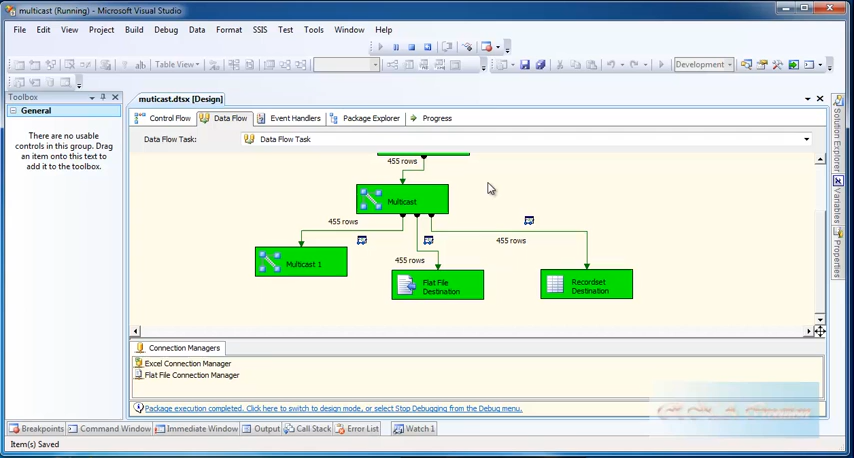 multicast (Running) - Microsoft Visual Studio
File Edit View Project Build Debug Data Format SSIS Test Tools Window Help
Table View Development
Toolbox
muticast.dtsx [Design]
General
Control Flow Data Flow Event Handlers Package Explorer Progress
There are no usable
controls in this group. Drag
an item onto this text to
add it to the toolbox.
Data Flow Task: Data Flow Task
455 rows
Multicast
455 rows
455 rows
455 rows
Multicast 1
Flat File
Destination
Recordset
Destination
Solution Explorer
Variables
Properties
Connection Managers
Excel Connection Manager
Flat File Connection Manager
Package execution completed. Click here to switch to design mode, or select Stop Debugging from the Debug menu.
Breakpoints Command Window Immediate Window Output Call Stack Error List Watch 1
Item(s) Saved